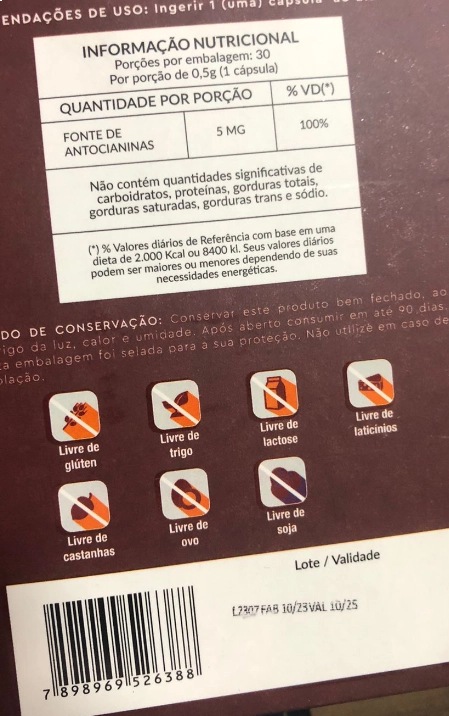 ENDAÇÕES DE USO: Ingerir 1 (uma)
INFORMAÇÃO NUTRICIONAL
Porções por embalagem: 30
Por porção de 0,5g (1 cápsula)
QUANTIDADE POR PORÇÃO % VD(*)
FONTE DE
ANTOCIANINAS
5 MG
100%
Não contém quantidades significativas de
carboidratos, proteínas, gorduras totais,
gorduras saturadas, gorduras trans e sódio.
(*) % Valores diários de Referência com base em uma
dieta de 2.000 Kcal ou 8400 kl. Seus valores diários
podem ser maiores ou menores dependendo de suas
necessidades energéticas.
DO DE CONSERVAÇÃO: Conservar este produto bem fechado, ao
rigo da luz, calor e umidade. Após aberto consumir em até 90 dias.
ta embalagem foi selada para a sua proteção. Não utilize em caso de
olação.
Livre de
glúten
Livre de
trigo
Livre de
lactose
Livre de
laticínios
Livre de
castanhas
Livre de
ovo
Livre de
soja
Lote / Validade
L2307 FAB 10/23 VAL 10/25
7 898969 526388